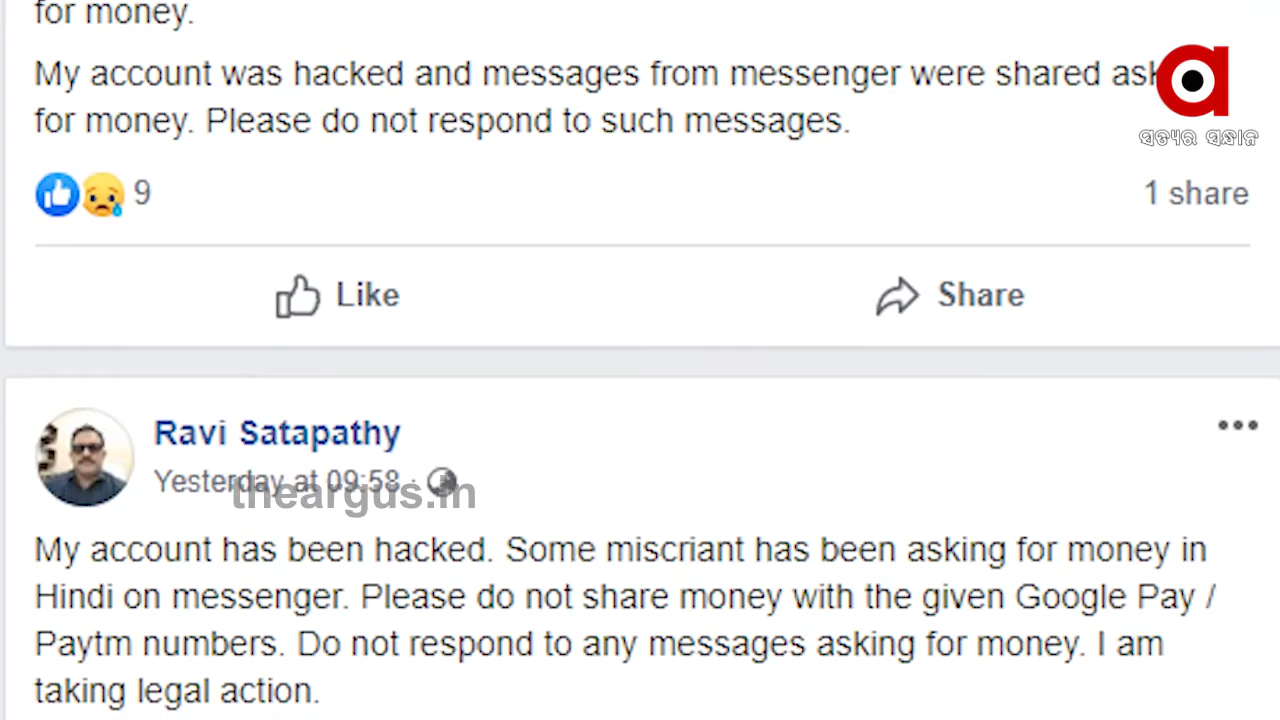 for money.
My account was hacked and messages from messenger were shared ask
for money. Please do not respond to such messages.
ସତ୍ୟର ସନ୍ଧାନ
9
1 share
Like
Share
Ravi Satapathy
Yesterday at 09:58 ·
theargus.in
My account has been hacked. Some miscriant has been asking for money in
Hindi on messenger. Please do not share money with the given Google Pay /
Paytm numbers. Do not respond to any messages asking for money. I am
taking legal action.